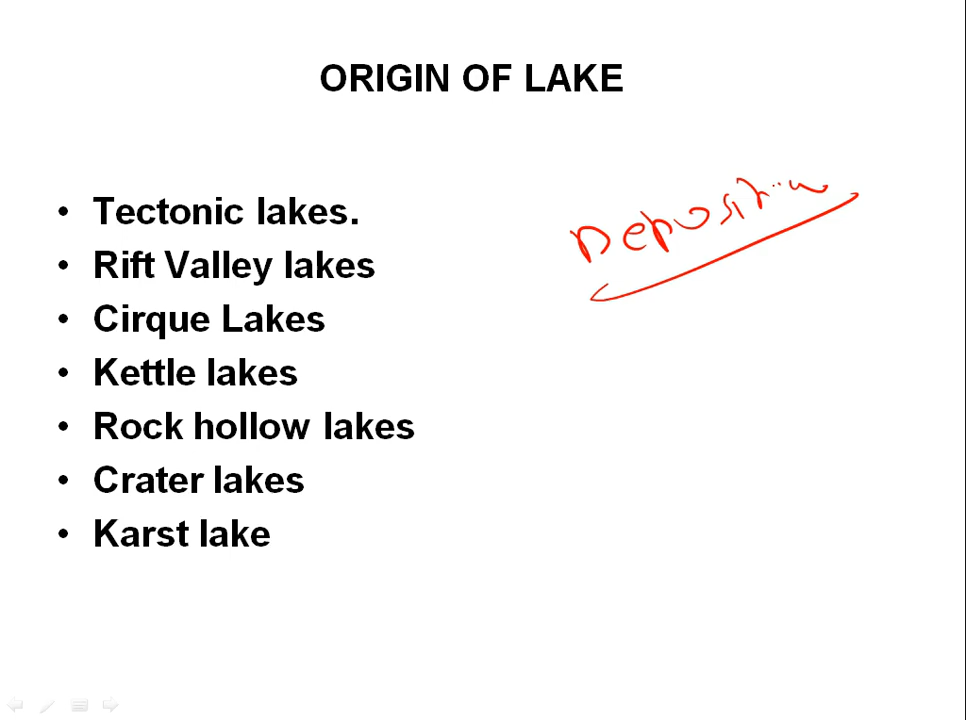 ORIGIN OF LAKE
Deposition
• Tectonic lakes.
• Rift Valley lakes
• Cirque Lakes
• Kettle lakes
• Rock hollow lakes
• Crater lakes
• Karst lake